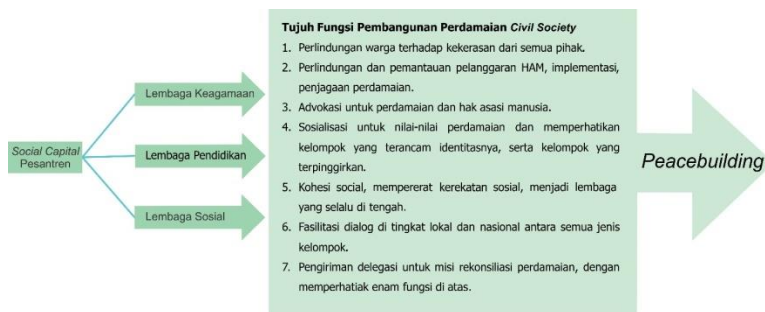 Social Capital
Pesantren
Lembaga Keagamaan
Lembaga Pendidikan
Lembaga Sosial
Tujuh Fungsi Pembangunan Perdamaian Civil Society
1. Perlindungan warga terhadap kekerasan dari semua pihak.
2. Perlindungan dan pemantauan pelanggaran HAM, implementasi,
penjagaan perdamaian.
3. Advokasi untuk perdamaian dan hak asasi manusia.
4. Sosialisasi untuk nilai-nilai perdamaian dan memperhatikan
kelompok yang terancam identitasnya, serta kelompok yang
terpinggirkan.
5. Kohesi social, mempererat kerekatan sosial, menjadi lembaga
yang selalu di tengah.
6. Fasilitasi dialog di tingkat lokal dan nasional antara semua jenis
kelompok.
7. Pengiriman delegasi untuk misi rekonsiliasi perdamaian, dengan
memperhatiak enam fungsi di atas.
Peacebuilding